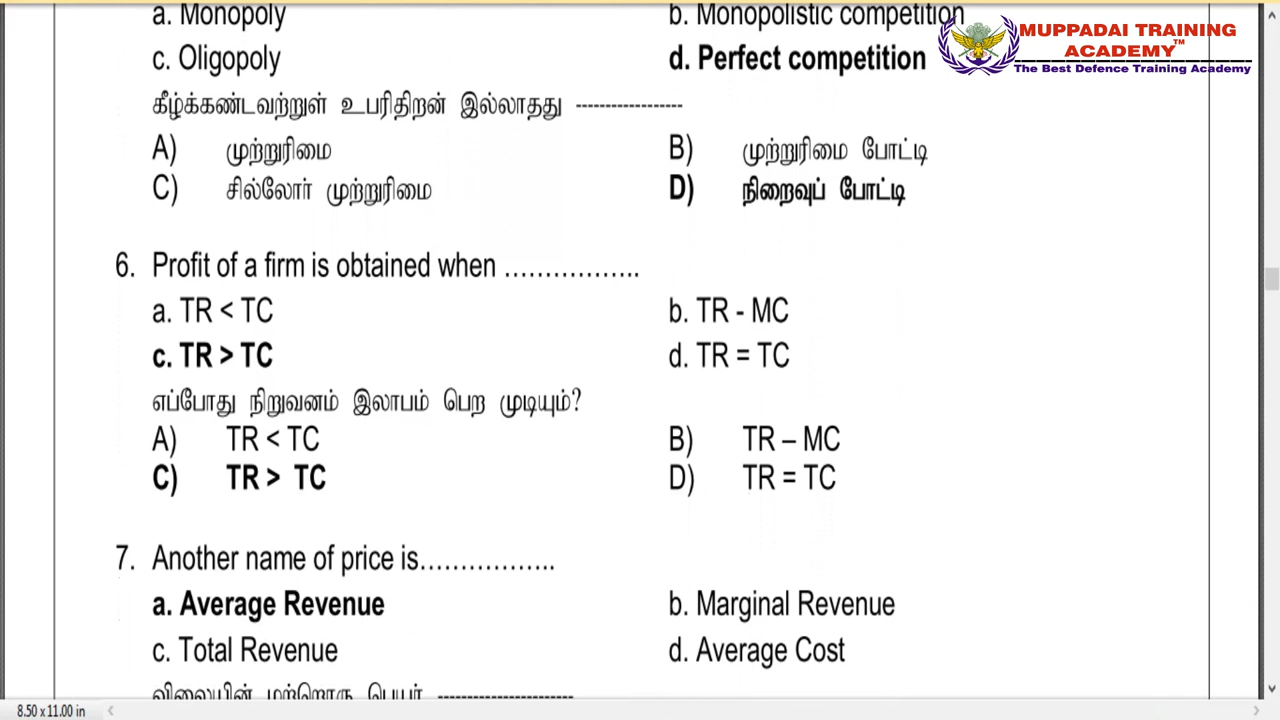 a. Monopoly b. Monopolistic competition
MUPPADAI TRAINING
ACADEMY™
The Best Defence Training Academy
c. Oligopoly d. Perfect competition
கீழ்க்கண்டவற்றுள் உபரிதிறன் இல்லாதது ------------------
A) முற்றுரிமை B) முற்றுரிமை போட்டி
C) சில்லோர் முற்றுரிமை D) நிறைவுப் போட்டி
6. Profit of a firm is obtained when ……………..
a. TR < TC b. TR - MC
c. TR > TC d. TR = TC
எப்போது நிறுவனம் இலாபம் பெற முடியும்?
A) TR < TC B) TR – MC
C) TR > TC D) TR = TC
7. Another name of price is……………..
a. Average Revenue b. Marginal Revenue
c. Total Revenue d. Average Cost
விலையின் மற்றொரு பெயர் -----------------------
8.50 x 11.00 in